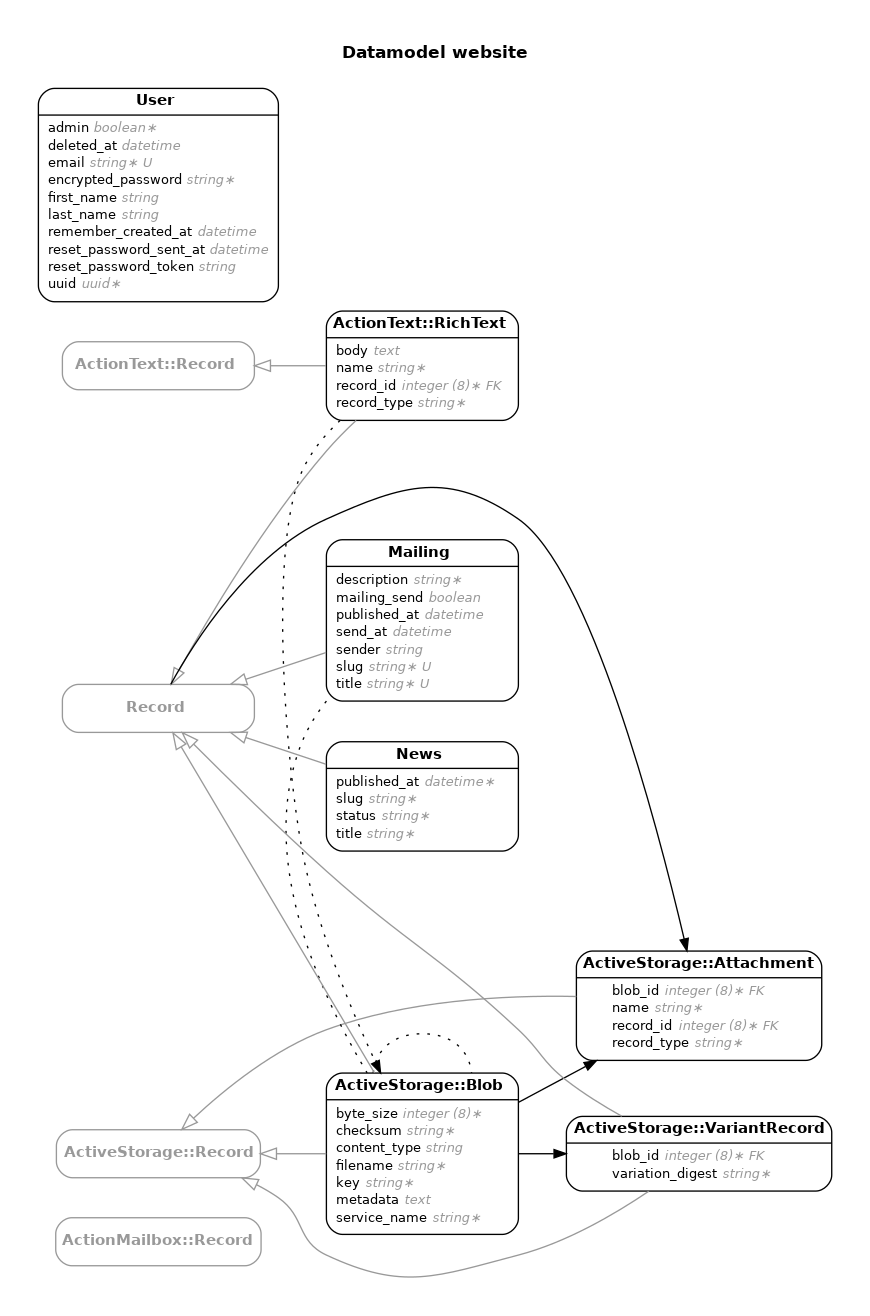 Datamodel website
User
admin boolean∗
deleted_at datetime
email string∗ U
encrypted_password string∗
first_name string
last_name string
remember_created_at datetime
reset_password_sent_at datetime
reset_password_token string
uuid uuid∗
ActionText::RichText
body text
name string∗
record_id integer (8)∗ FK
record_type string∗
ActionText::Record
Mailing
description string∗
mailing_send boolean
published_at datetime
send_at datetime
sender string
slug string∗ U
title string∗ U
Record
News
published_at datetime∗
slug string∗
status string∗
title string∗
ActiveStorage::Attachment
blob_id integer (8)∗ FK
name string∗
record_id integer (8)∗ FK
record_type string∗
ActiveStorage::Blob
byte_size integer (8)∗
checksum string∗
content_type string
filename string∗
key string∗
metadata text
service_name string∗
ActiveStorage::VariantRecord
blob_id integer (8)∗ FK
variation_digest string∗
ActiveStorage::Record
ActionMailbox::Record